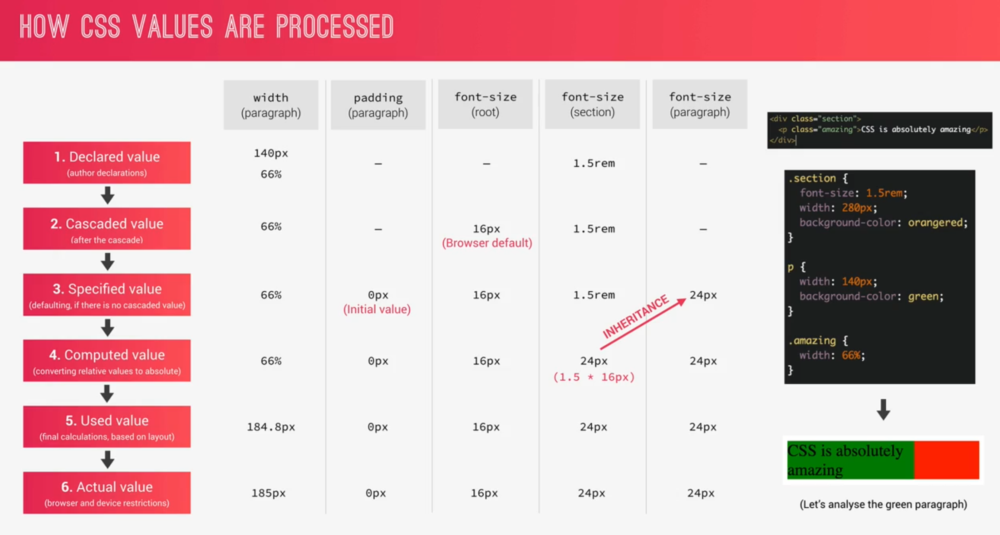 HOW CSS VALUES ARE PROCESSED
width
(paragraph)
padding
(paragraph)
font-size
(root)
font-size
(section)
font-size
(paragraph)
1. Declared value
(author declarations)
140px
66%
–
–
1.5rem
–
2. Cascaded value
(after the cascade)
66%
–
16px
(Browser default)
1.5rem
–
3. Specified value
(defaulting, if there is no cascaded value)
66%
0px
(Initial value)
16px
1.5rem
24px
INHERITANCE
4. Computed value
(converting relative values to absolute)
66%
0px
16px
24px
(1.5 * 16px)
24px
5. Used value
(final calculations, based on layout)
184.8px
0px
16px
24px
24px
6. Actual value
(browser and device restrictions)
185px
0px
16px
24px
24px
<div class="section">
<p class="amazing">CSS is absolutely amazing</p>
</div>
.section {
font-size: 1.5rem;
width: 280px;
background-color: orangered;
}
p {
width: 140px;
background-color: green;
}
.amazing {
width: 66%;
}
CSS is absolutely
amazing
(Let's analyse the green paragraph)